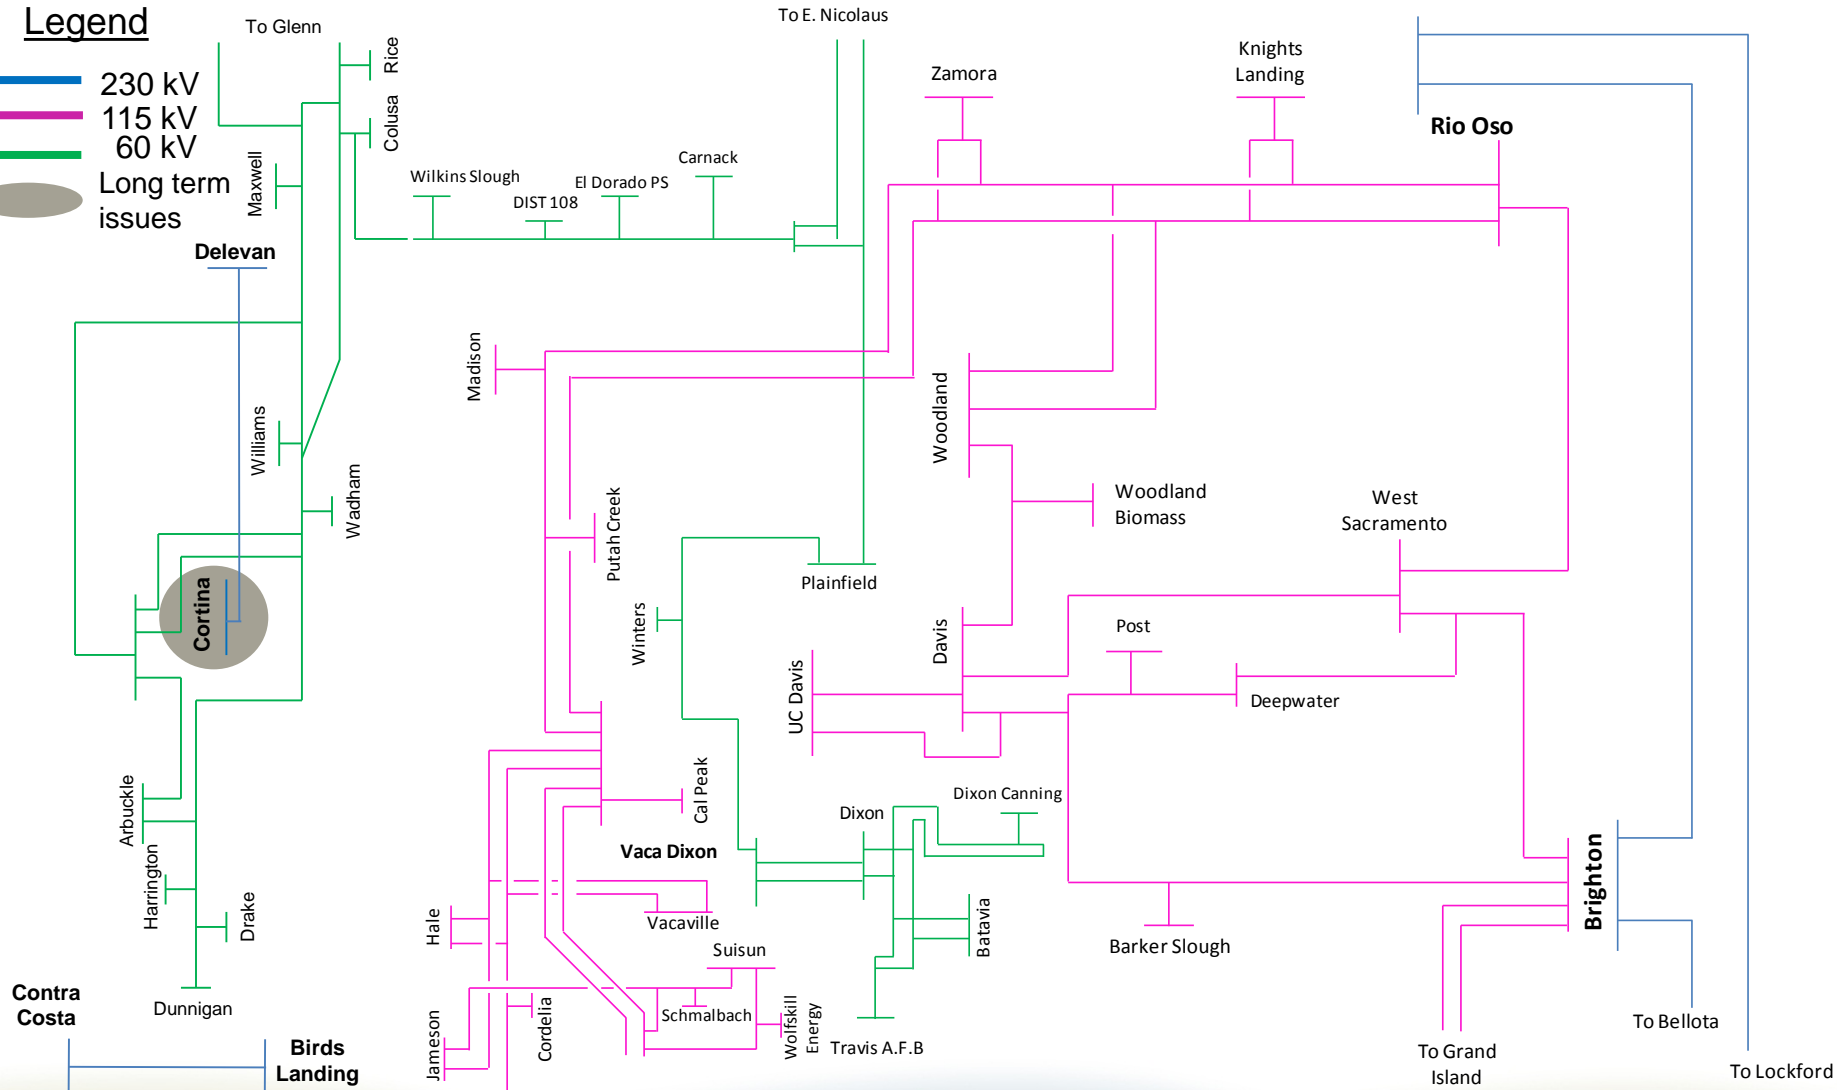 Legend
To Glenn
To E. Nicolaus
230 kV
115 kV
60 kV
Long term
issues
Rice
Colusa
Maxwell
Delevan
Wilkins Slough
DIST 108
El Dorado PS
Carnack
Zamora
Knights
Landing
Rio Oso
Madison
Woodland
Williams
Wadham
Putah Creek
Woodland
Biomass
West
Sacramento
Cortina
Plainfield
Winters
Davis
Post
UC Davis
Deepwater
Arbuckle
Cal Peak
Dixon
Dixon Canning
Vaca Dixon
Harrington
Drake
Hale
Vacaville
Batavia
Brighton
Barker Slough
Suisun
Contra
Costa
Dunnigan
Schmalbach
Cordelia
Wolfskill
Energy
Jameson
Travis A.F.B
Birds
Landing
To Bellota
To Grand
Island
To Lockford